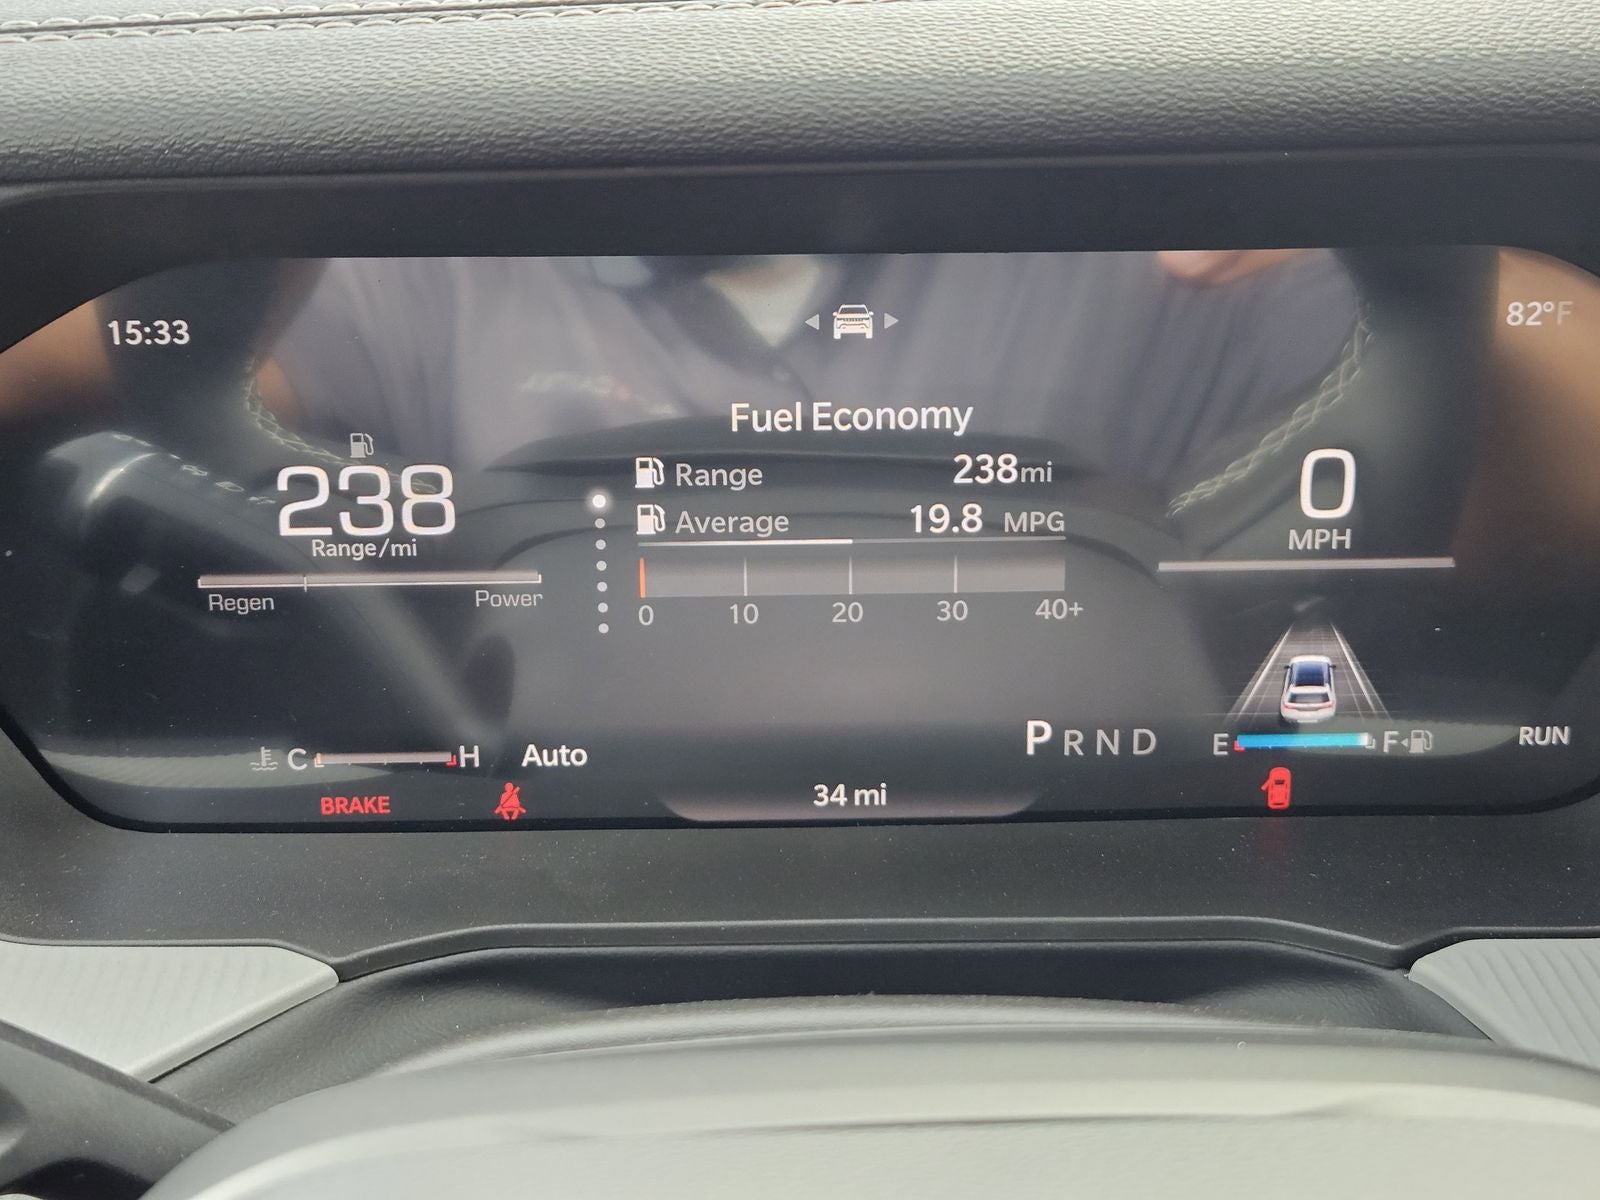 15:33
82°F
Fuel Economy
238
Range/mi
Regen Power
Range 238mi
Average 19.8 MPG
0 10 20 30 40+
0
MPH
P R N D
E F
RUN
C H Auto
BRAKE
34 mi